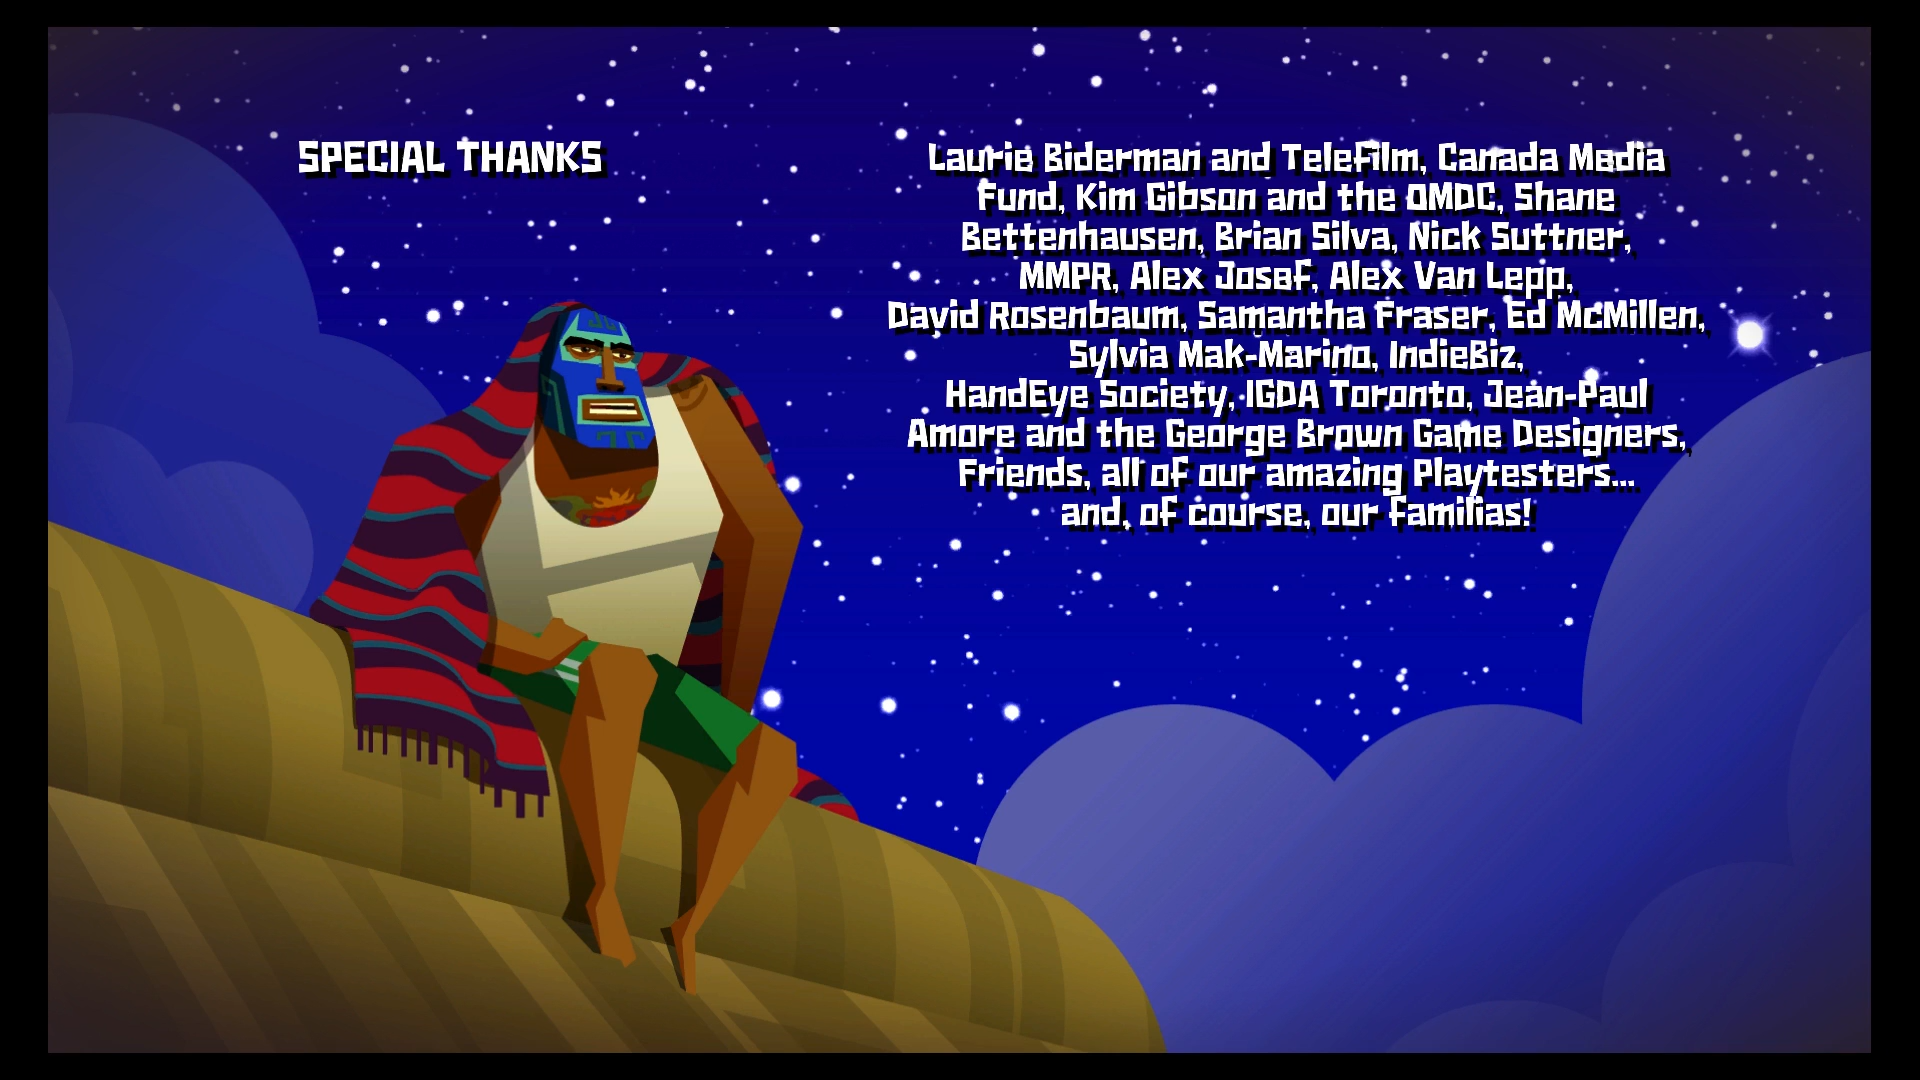 SPECIAL THANKS
Laurie Biderman and TeleFilm, Canada Media
Fund, Kim Gibson and the OMDC, Shane
Bettenhausen, Brian Silva, Nick Suttner,
MMPR, Alex Josef, Alex Van Lepp,
David Rosenbaum, Samantha Fraser, Ed McMillen,
Sylvia Mak-Marino, IndieBiz,
HandEye Society, IGDA Toronto, Jean-Paul
Amore and the George Brown Game Designers,
Friends, all of our amazing Playtesters...
and, of course, our familias!